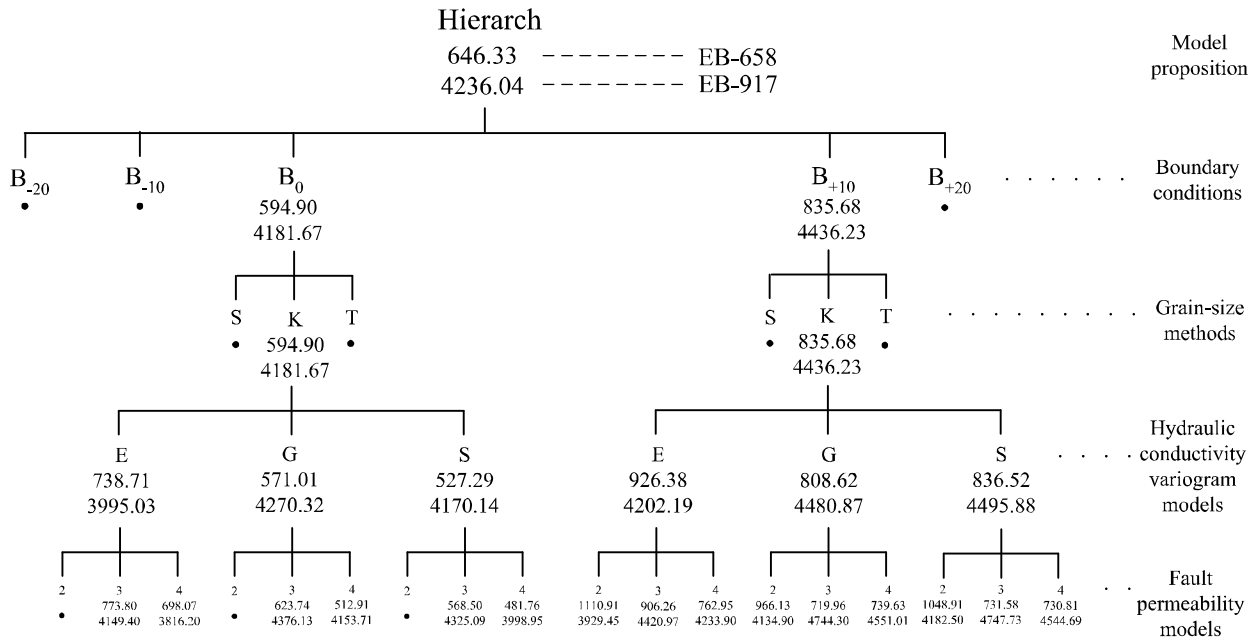 Hierarch
646.33 EB-658
4236.04 EB-917
Model
proposition
B-20 B-10 B0 B+10 B+20
Boundary
conditions
594.90 835.68
4181.67 4436.23
S K T S K T
Grain-size
methods
594.90 835.68
4181.67 4436.23
E G S E G S
Hydraulic
conductivity
variogram
models
738.71 571.01 527.29 926.38 808.62 836.52
3995.03 4270.32 4170.14 4202.19 4480.87 4495.88
2 3 4 2 3 4 2 3 4 2 3 4 2 3 4 2 3 4
Fault
permeability
models
773.80 698.07 623.74 512.91 568.50 481.76 1110.91 906.26 762.95 966.13 719.96 739.63 1048.91 731.58 730.81
4149.40 3816.20 4376.13 4153.71 4325.09 3998.95 3929.45 4420.97 4233.90 4134.90 4744.30 4551.01 4182.50 4747.73 4544.69